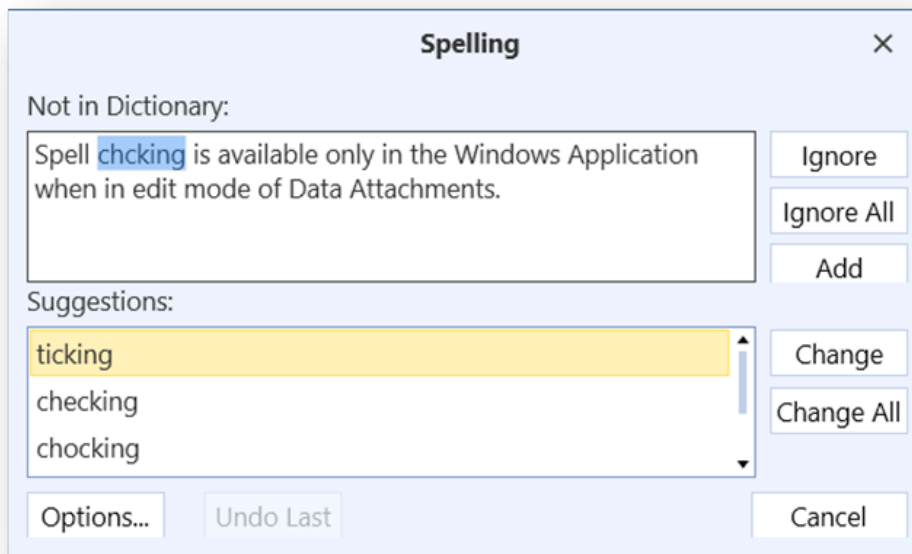 Spelling
Not in Dictionary:
Spell chcking is available only in the Windows Application
when in edit mode of Data Attachments.
Ignore
Ignore All
Add
Suggestions:
ticking
checking
chocking
Change
Change All
Options...
Undo Last
Cancel